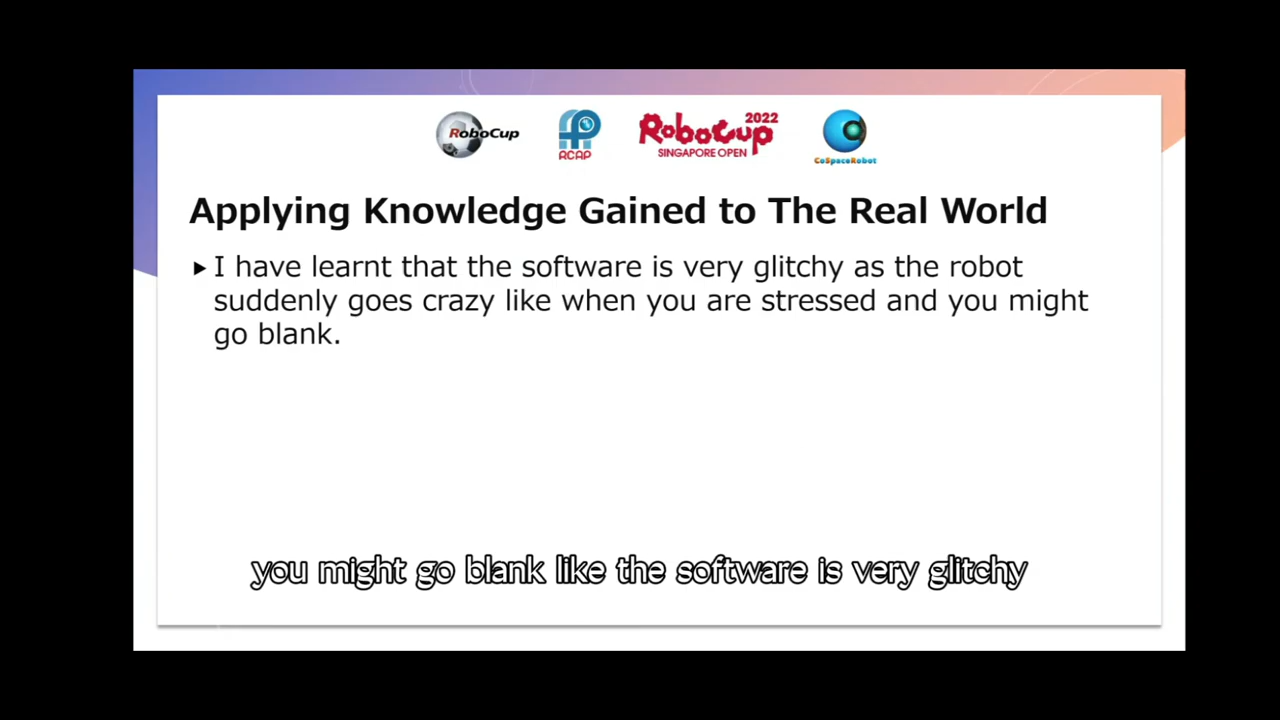 RoboCup
RCAP
RoboCup 2022
SINGAPORE OPEN
CoSpaceRobot
Applying Knowledge Gained to The Real World
I have learnt that the software is very glitchy as the robot
suddenly goes crazy like when you are stressed and you might
go blank.
you might go blank like the software is very glitchy